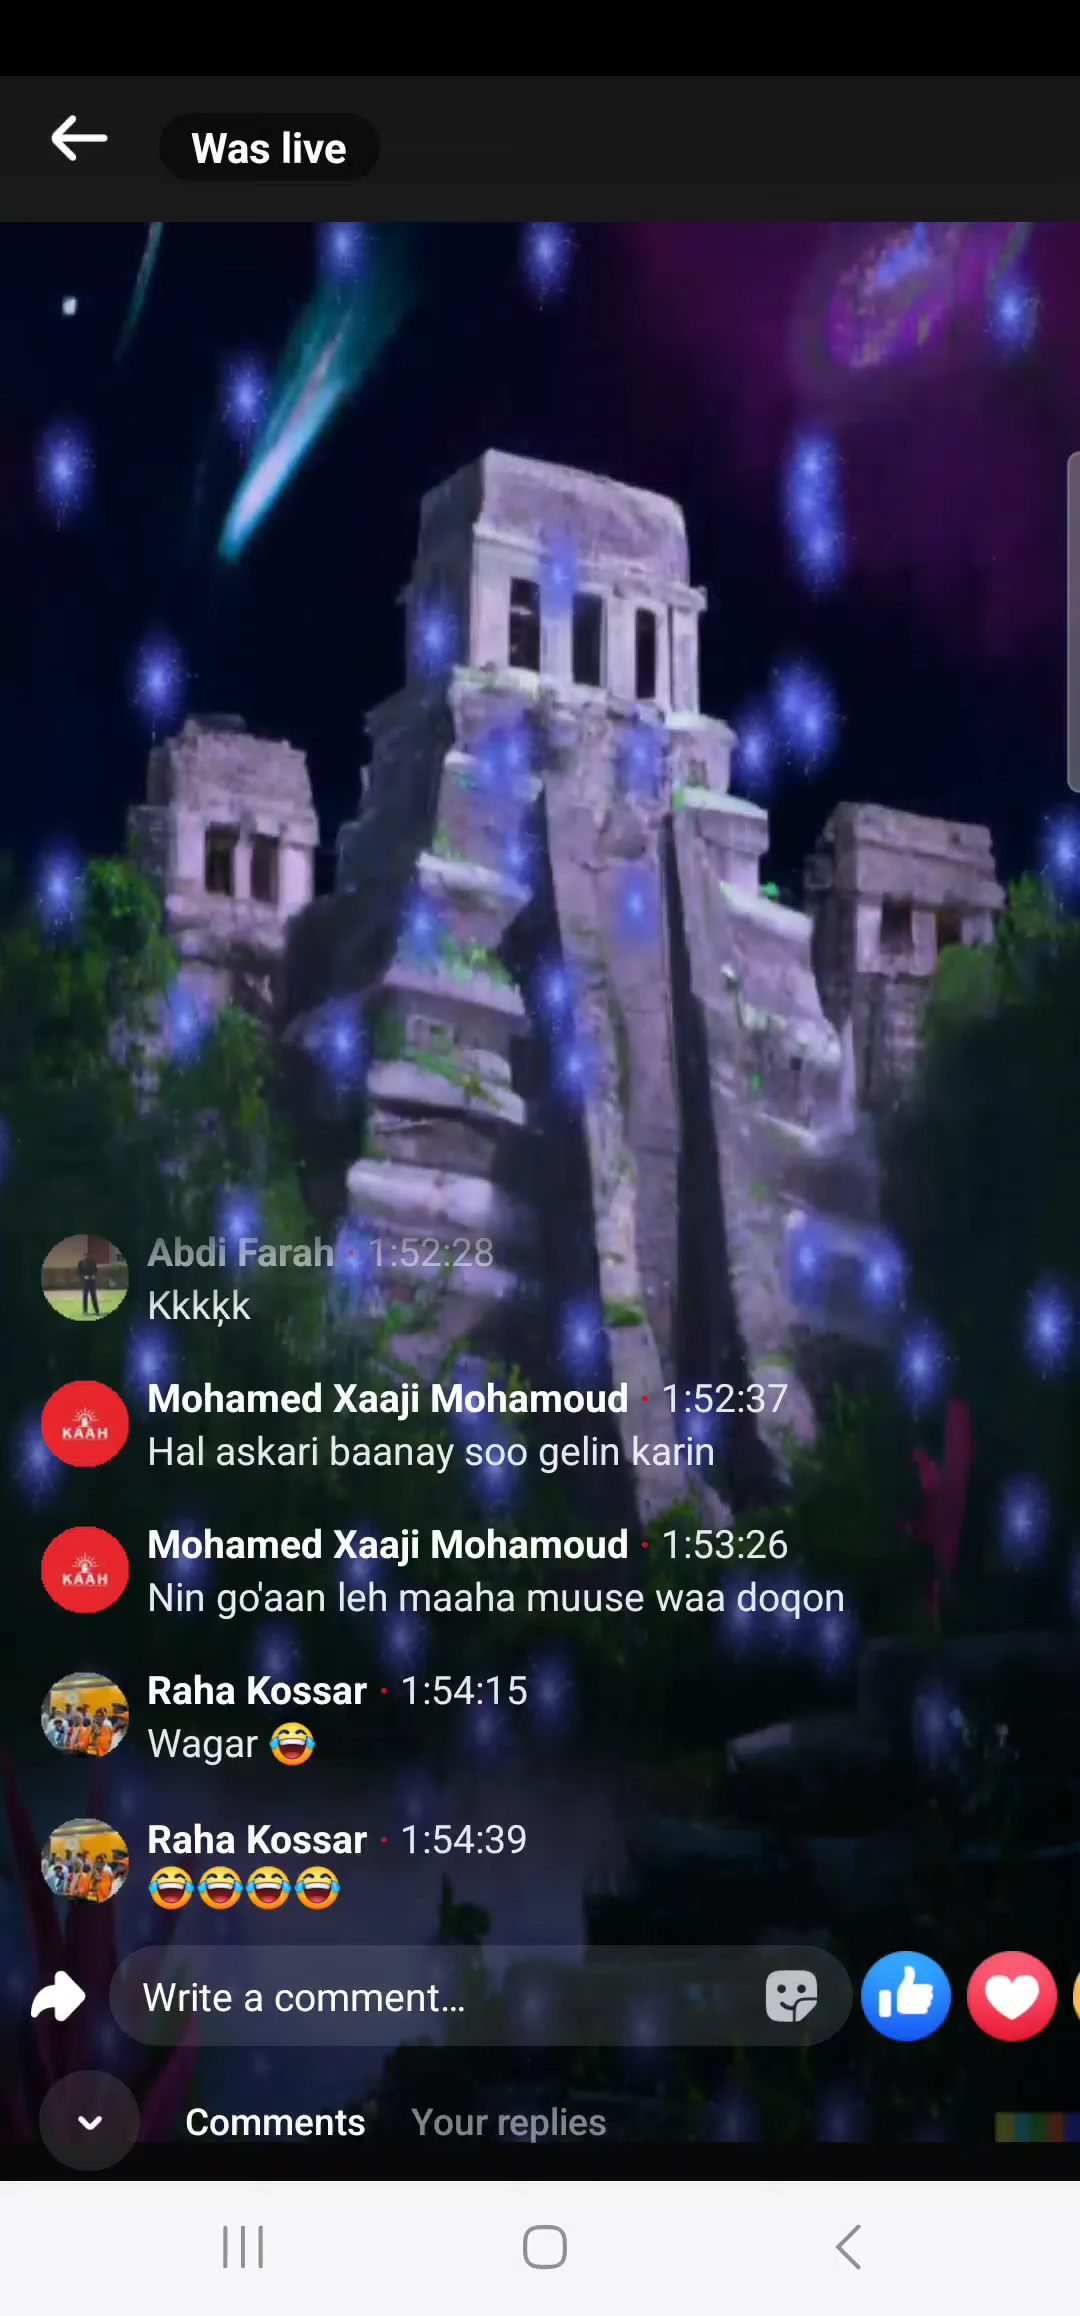 Was live
Abdi Farah · 1:52:28
Kkkķk
Mohamed Xaaji Mohamoud · 1:52:37
Hal askari baanay soo gelin karin
KAAH
Mohamed Xaaji Mohamoud · 1:53:26
Nin go'aan leh maaha muuse waa doqon
KAAH
Raha Kossar · 1:54:15
Wagar 😂
Raha Kossar · 1:54:39
😂😂😂😂
Write a comment...
Comments Your replies